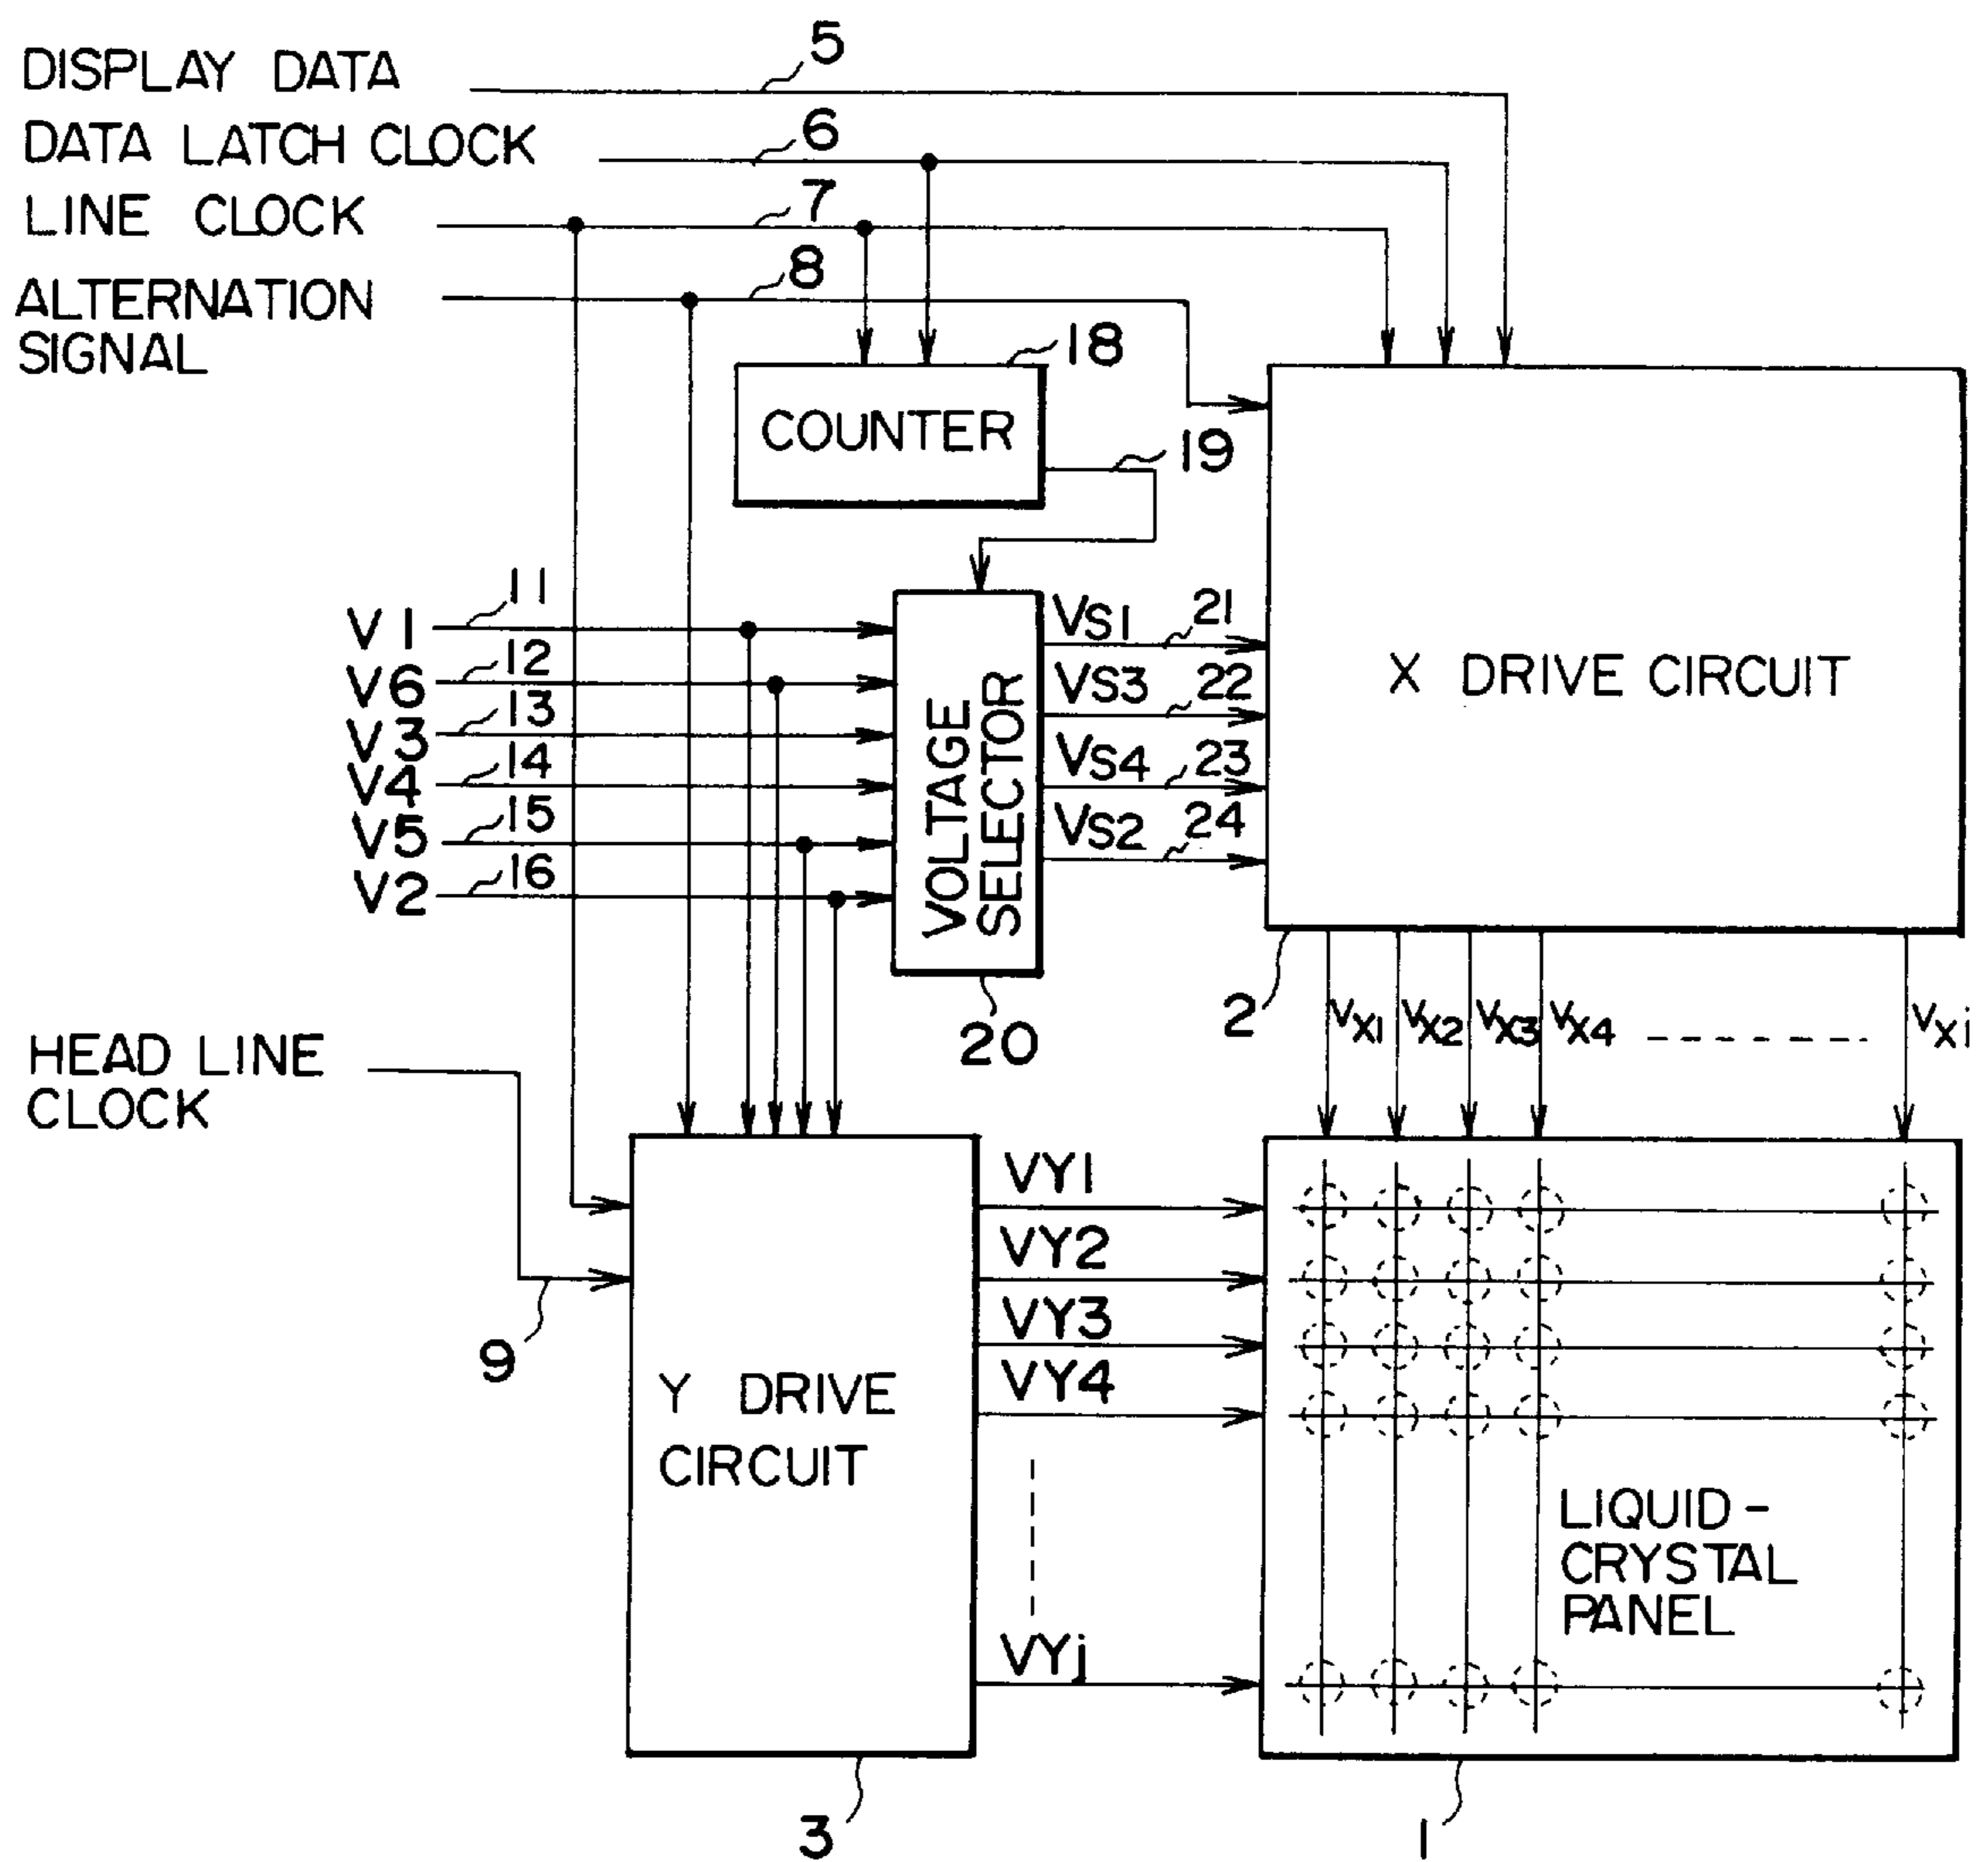 DISPLAY DATA
5
DATA LATCH CLOCK
6
LINE CLOCK
7
ALTERNATION
SIGNAL
8
18
COUNTER
19
V1
11
V6
12
V3
13
V4
14
V5
15
V2
16
VOLTAGE
SELECTOR
20
VS1
21
VS3
22
VS4
23
VS2
24
X DRIVE CIRCUIT
2
VX1
VX2
VX3
VX4
VXi
HEAD LINE
CLOCK
9
Y DRIVE
CIRCUIT
3
VY1
VY2
VY3
VY4
VYj
LIQUID-
CRYSTAL
PANEL
1